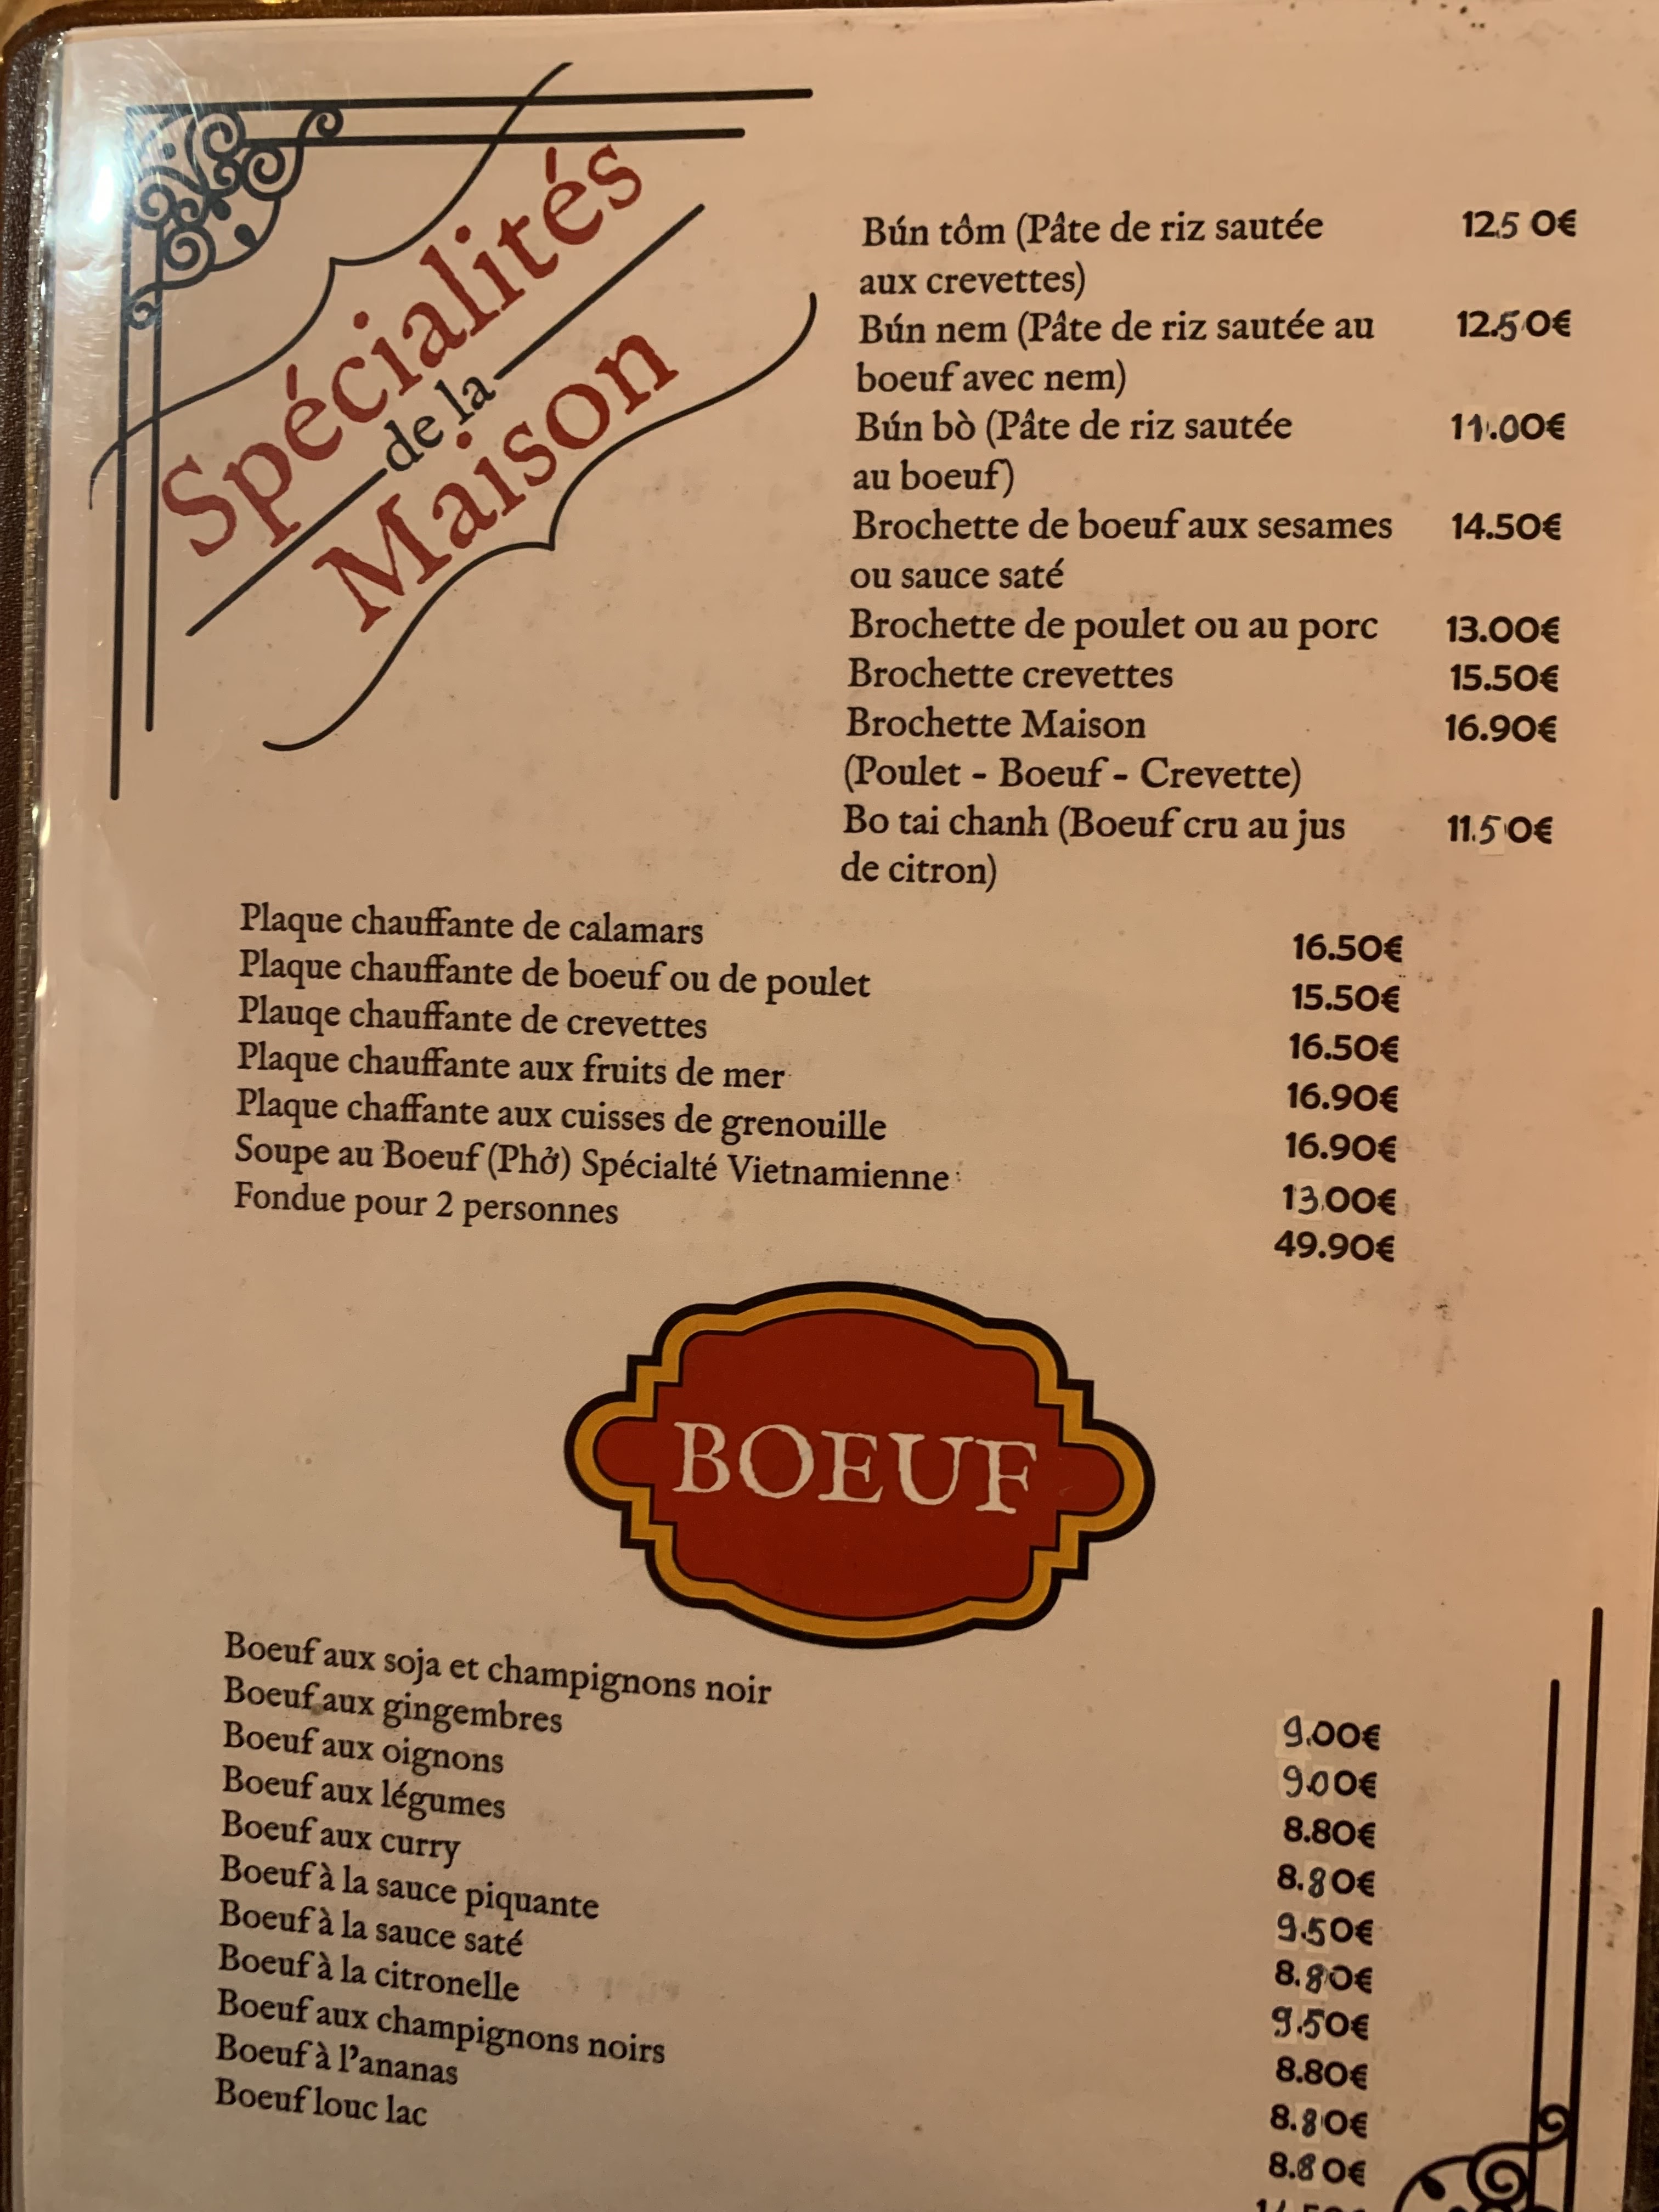 Spécialités
de la
Maison
Bún tôm (Pâte de riz sautée 12.5 0€
aux crevettes)
Bún nem (Pâte de riz sautée au 12.50€
boeuf avec nem)
Bún bò (Pâte de riz sautée 11.00€
au boeuf)
Brochette de boeuf aux sesames 14.50€
ou sauce saté
Brochette de poulet ou au porc 13.00€
Brochette crevettes 15.50€
Brochette Maison 16.90€
(Poulet - Boeuf - Crevette)
Bo tai chanh (Boeuf cru au jus 11.50€
de citron)
Plaque chauffante de calamars 16.50€
Plaque chauffante de boeuf ou de poulet 15.50€
Plauqe chauffante de crevettes 16.50€
Plaque chauffante aux fruits de mer 16.90€
Plaque chaffante aux cuisses de grenouille 16.90€
Soupe au Boeuf (Phở) Spécialté Vietnamienne 13.00€
Fondue pour 2 personnes 49.90€
BOEUF
Boeuf aux soja et champignons noir 9.00€
Boeuf aux gingembres 9.00€
Boeuf aux oignons 8.80€
Boeuf aux légumes 8.80€
Boeuf aux curry 9.50€
Boeuf à la sauce piquante 8.80€
Boeuf à la sauce saté 9.50€
Boeuf à la citronelle 8.80€
Boeuf aux champignons noirs 8.80€
Boeuf à l'ananas 8.80€
Boeuf louc lac